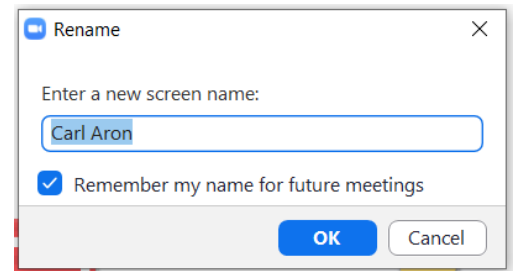 Rename
Enter a new screen name:
Carl Aron
Remember my name for future meetings
OK Cancel